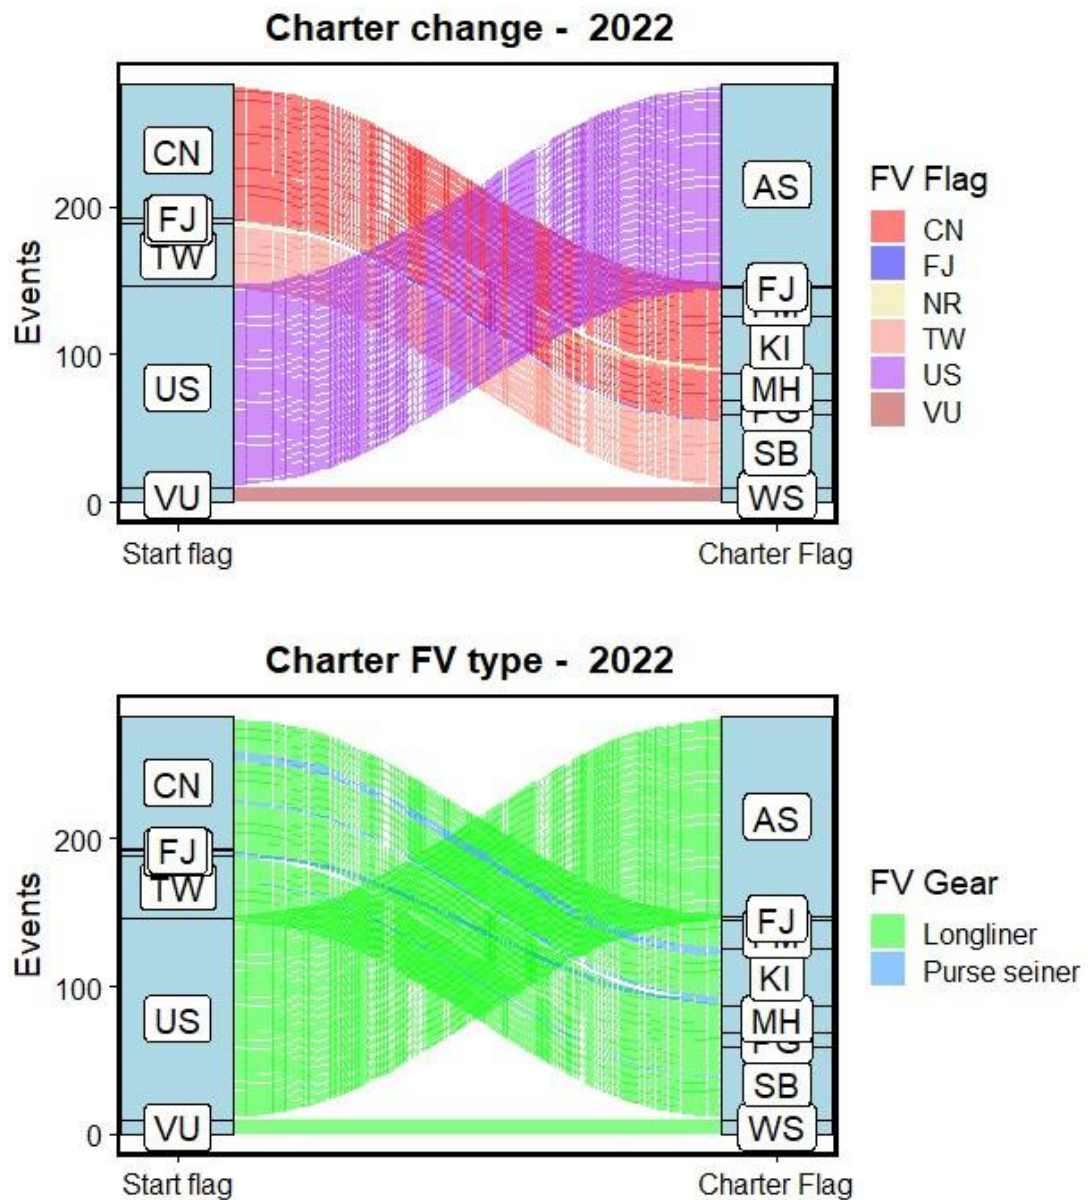 Charter change - 2022
Events
200
100
0
CN
FJ
TW
US
VU
AS
FJ
KI
MH
PG
SB
WS
Start flag
Charter Flag
FV Flag
CN
FJ
NR
TW
US
VU
Charter FV type - 2022
Events
200
100
0
CN
FJ
TW
US
VU
AS
FJ
KI
MH
PG
SB
WS
Start flag
Charter Flag
FV Gear
Longliner
Purse seiner